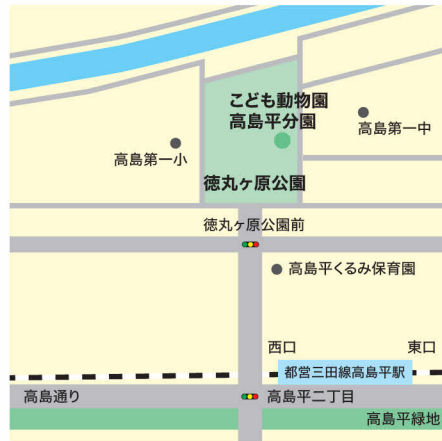 こども動物園
高島平分園
高島第一中
高島第一小
徳丸ヶ原公園
徳丸ヶ原公園前
高島平くるみ保育園
西口
東口
都営三田線高島平駅
高島通り
高島平二丁目
高島平緑地